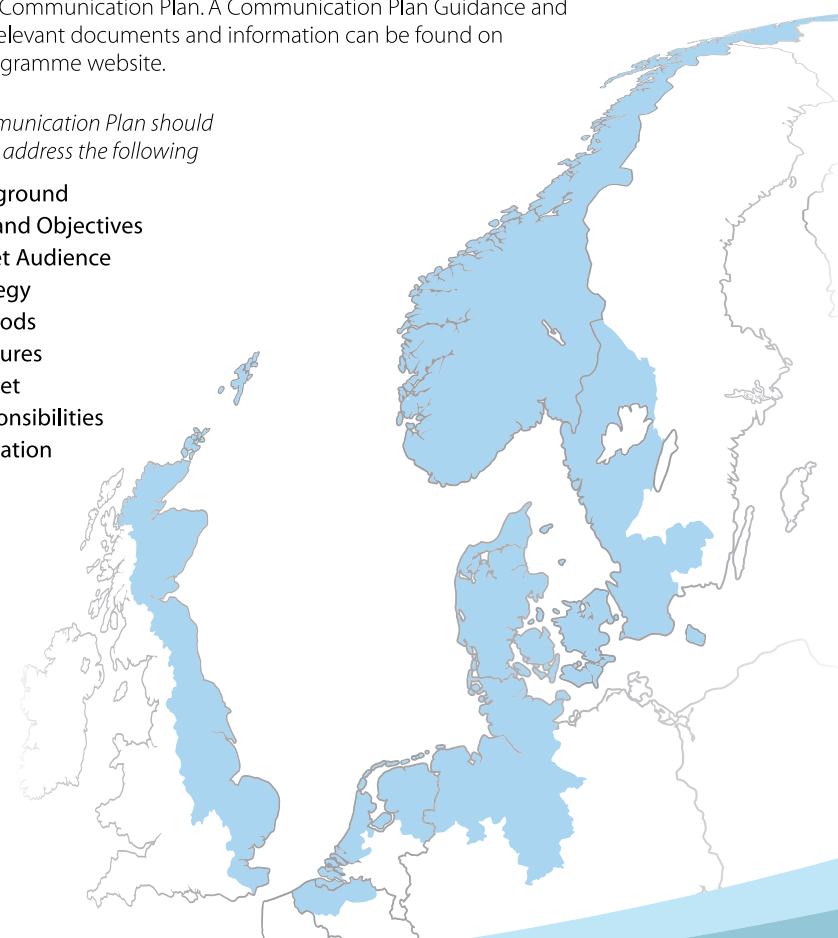 Communication Plan. A Communication Plan Guidance and
elevant documents and information can be found on
gramme website.
munication Plan should
address the following
ground
and Objectives
et Audience
egy
ods
ures
et
onsibilities
ation